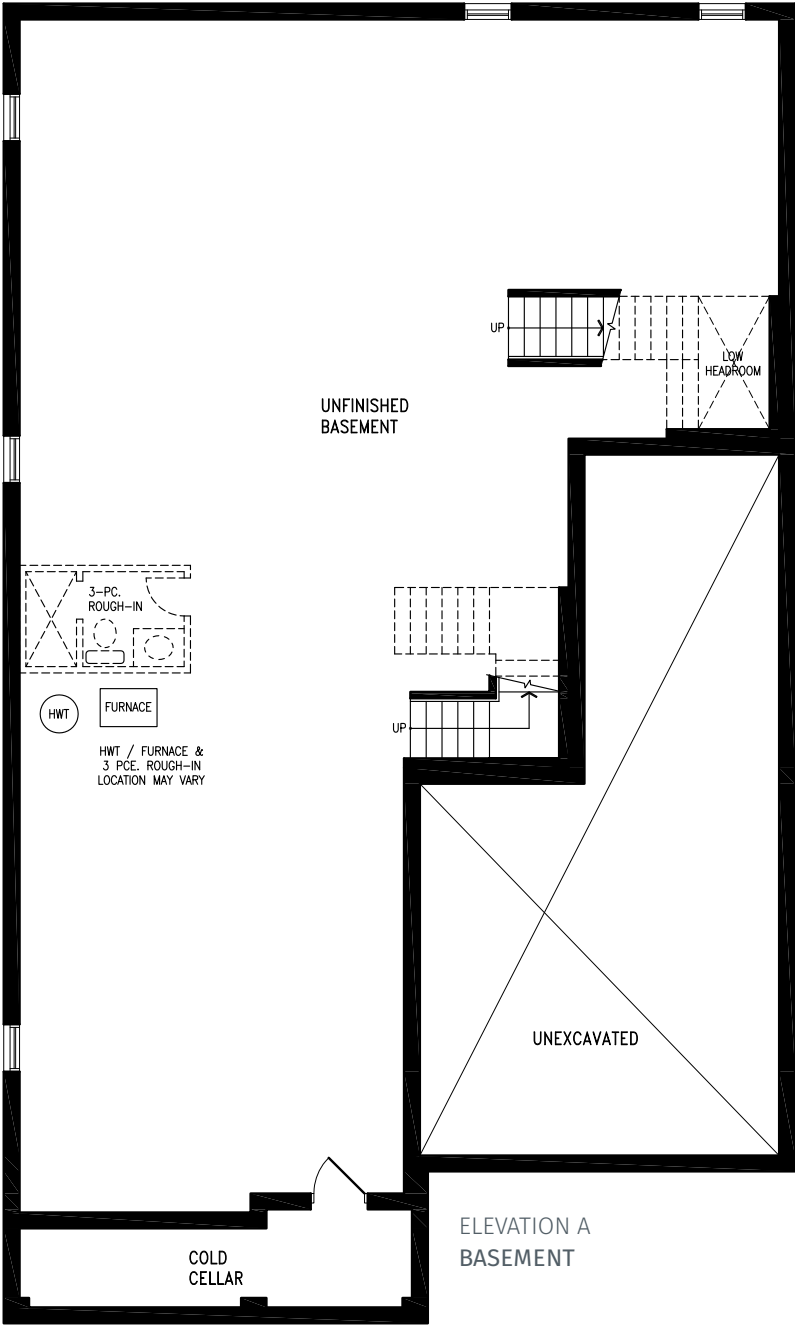 UP
LOW
HEADROOM
UNFINISHED
BASEMENT
3-PC.
ROUGH-IN
HWT
FURNACE
UP
HWT / FURNACE &
3 PCE. ROUGH-IN
LOCATION MAY VARY
UNEXCAVATED
ELEVATION A
BASEMENT
COLD
CELLAR